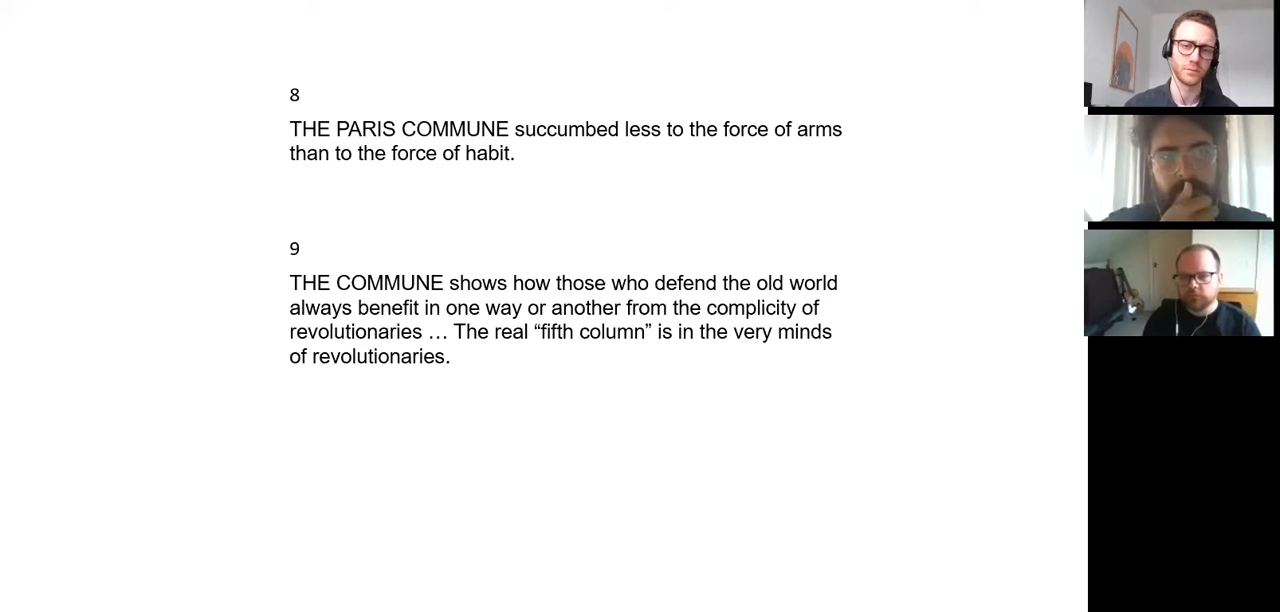 8
THE PARIS COMMUNE succumbed less to the force of arms
than to the force of habit.
9
THE COMMUNE shows how those who defend the old world
always benefit in one way or another from the complicity of
revolutionaries … The real “fifth column” is in the very minds
of revolutionaries.